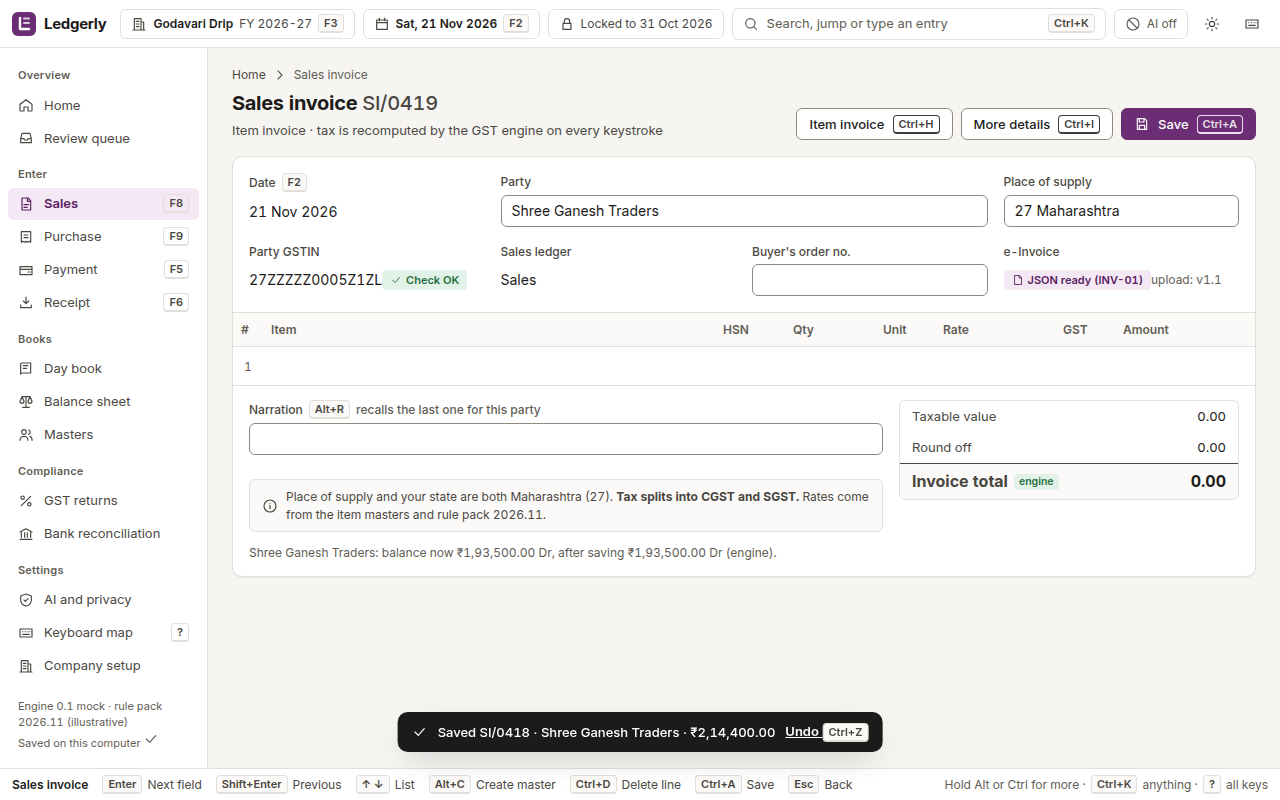 Ledgerly
Godavari Drip FY 2026-27 F3
Sat, 21 Nov 2026 F2
Locked to 31 Oct 2026
Search, jump or type an entry Ctrl+K
AI off
Overview
Home
Review queue
Enter
Sales F8
Purchase F9
Payment F5
Receipt F6
Books
Day book
Balance sheet
Masters
Compliance
GST returns
Bank reconciliation
Settings
AI and privacy
Keyboard map ?
Company setup
Engine 0.1 mock · rule pack
2026.11 (illustrative)
Saved on this computer
Home > Sales invoice
Sales invoice SI/0419
Item invoice · tax is recomputed by the GST engine on every keystroke
Item invoice Ctrl+H
More details Ctrl+I
Save Ctrl+A
Date F2
Party
Place of supply
21 Nov 2026
Shree Ganesh Traders
27 Maharashtra
Party GSTIN
Sales ledger
Buyer's order no.
e-Invoice
27ZZZZZ0005Z1ZL Check OK
Sales
JSON ready (INV-01) upload: v1.1
# Item HSN Qty Unit Rate GST Amount
1
Narration Alt+R recalls the last one for this party
Taxable value 0.00
Round off 0.00
Invoice total engine 0.00
Place of supply and your state are both Maharashtra (27). Tax splits into CGST and SGST. Rates come
from the item masters and rule pack 2026.11.
Shree Ganesh Traders: balance now ₹1,93,500.00 Dr, after saving ₹1,93,500.00 Dr (engine).
Saved SI/0418 · Shree Ganesh Traders · ₹2,14,400.00 Undo Ctrl+Z
Sales invoice Enter Next field Shift+Enter Previous ↑↓ List Alt+C Create master Ctrl+D Delete line Ctrl+A Save Esc Back
Hold Alt or Ctrl for more · Ctrl+K anything · ? all keys